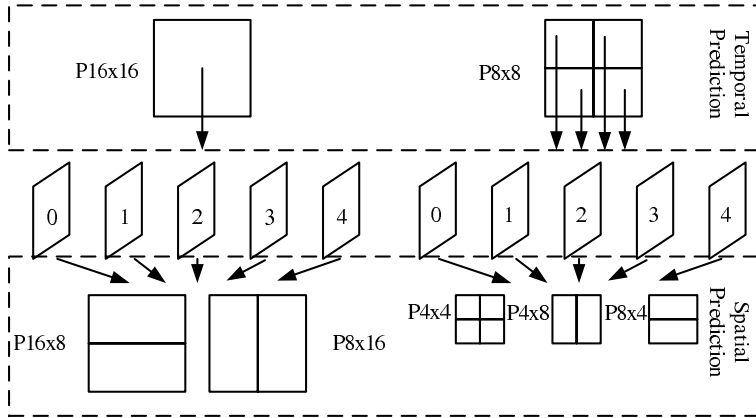 P16x16
P8x8
Temporal
Prediction
0 1 2 3 4
0 1 2 3 4
P16x8
P8x16
P4x4
P4x8
P8x4
Spatial
Prediction